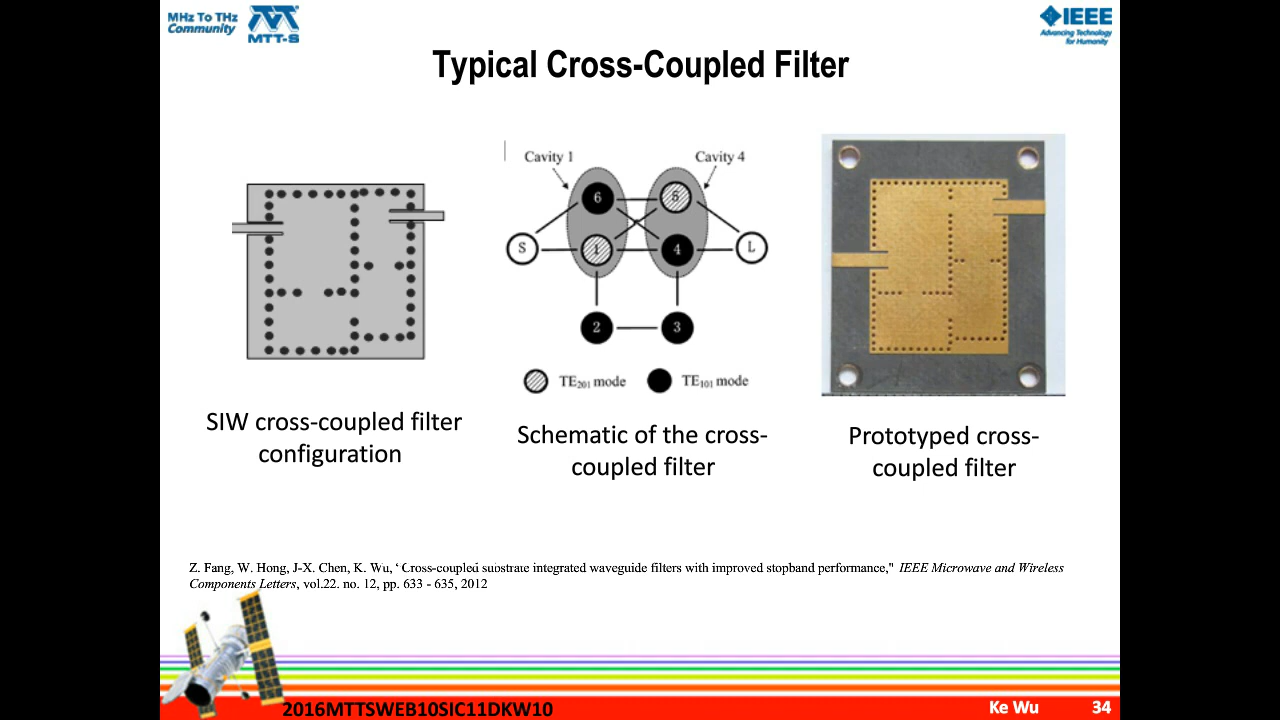 MHz To THz
Community
MTT-S
IEEE
Advancing Technology
for Humanity
Typical Cross-Coupled Filter
Cavity 1
Cavity 4
6
5
S
1
4
L
2
3
TE201 mode
TE101 mode
SIW cross-coupled filter
configuration
Schematic of the cross-
coupled filter
Prototyped cross-
coupled filter
Z. Fang, W. Hong, J-X. Chen, K. Wu, ‘ Cross-coupled substrate integrated waveguide filters with improved stopband performance," IEEE Microwave and Wireless
Components Letters, vol.22. no. 12, pp. 633 - 635, 2012
2016MTTSWEB10SIC11DKW10
Ke Wu
34